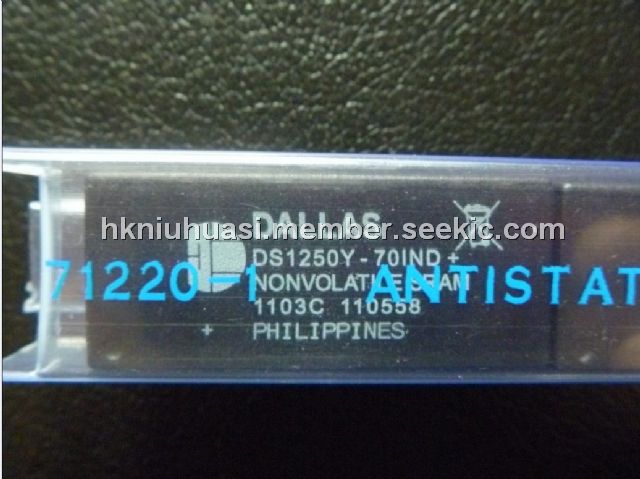 DALLAS
hkniuhuasi.member.seekic.com
DS1250Y-70IND+
71220-1 ANTISTAT
NONVOLATILE SRAM
1103C 110558
+ PHILIPPINES